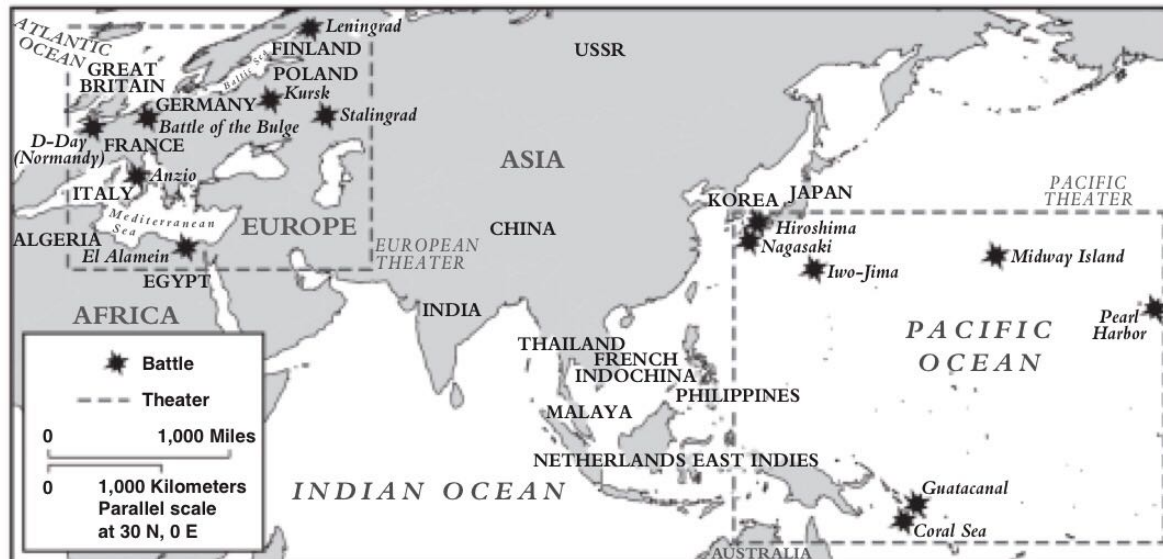 ATLANTIC
OCEAN
Leningrad
FINLAND
Baltic Sea
USSR
GREAT
BRITAIN
POLAND
Kursk
GERMANY
Stalingrad
Battle of the Bulge
D-Day
(Normandy)
FRANCE
ASIA
Anzio
ITALY
KOREA
JAPAN
PACIFIC
THEATER
Mediterranean
Sea
EUROPE
CHINA
Hiroshima
Nagasaki
ALGERIA
El Alamein
EUROPEAN
THEATER
Iwo-Jima
Midway Island
EGYPT
AFRICA
INDIA
Pearl
Harbor
PACIFIC
OCEAN
THAILAND
FRENCH
INDOCHINA
PHILIPPINES
MALAYA
NETHERLANDS EAST INDIES
INDIAN OCEAN
Guatacanal
Coral Sea
AUSTRALIA
Battle
Theater
0 1,000 Miles
0 1,000 Kilometers
Parallel scale
at 30 N, 0 E